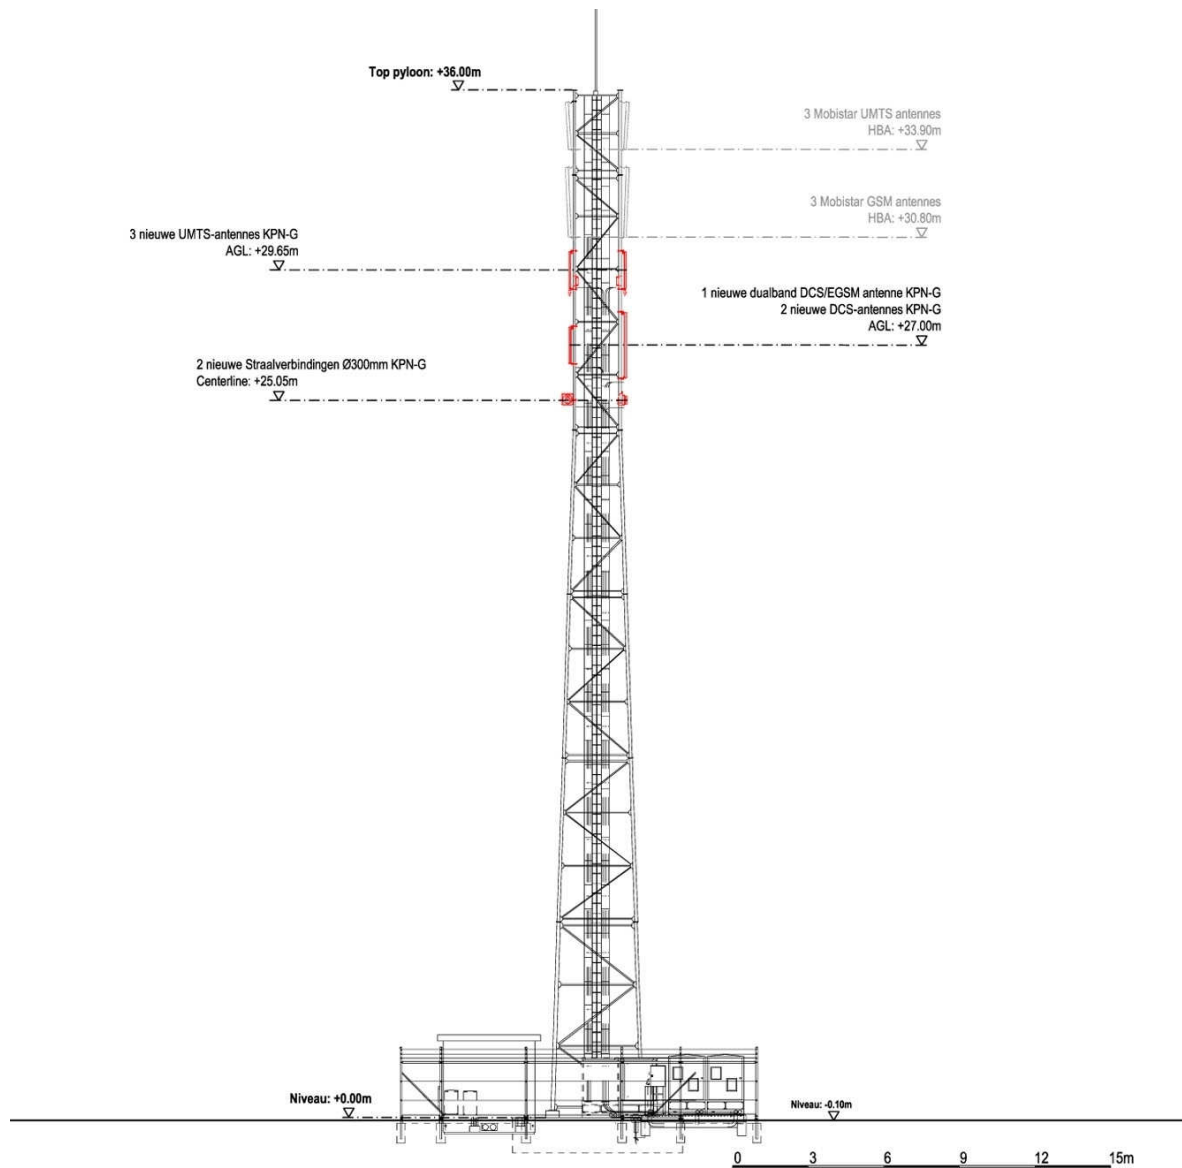 Top pyloon: +36.00m
3 Mobistar UMTS antennes
HBA: +33.90m
3 Mobistar GSM antennes
HBA: +30.80m
3 nieuwe UMTS-antennes KPN-G
AGL: +29.65m
1 nieuwe dualband DCS/EGSM antenne KPN-G
2 nieuwe DCS-antennes KPN-G
AGL: +27.00m
2 nieuwe Straalverbindingen Ø300mm KPN-G
Centerline: +25.05m
Niveau: +0.00m
Niveau: -0.10m
0 3 6 9 12 15m